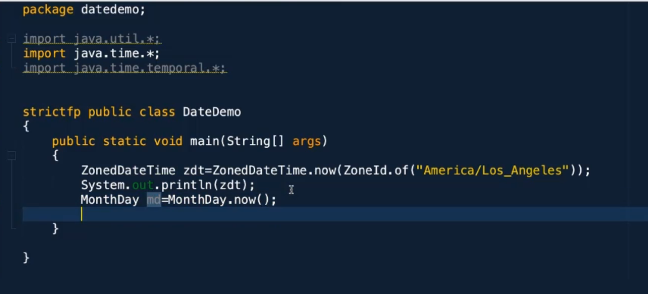 package datedemo;
import java.util.*;
import java.time.*;
import java.time.temporal.*;
strictfp public class DateDemo
{
public static void main(String[] args)
{
ZonedDateTime zdt=ZonedDateTime.now(ZoneId.of("America/Los_Angeles"));
System.out.println(zdt);
MonthDay md=MonthDay.now();
}
}